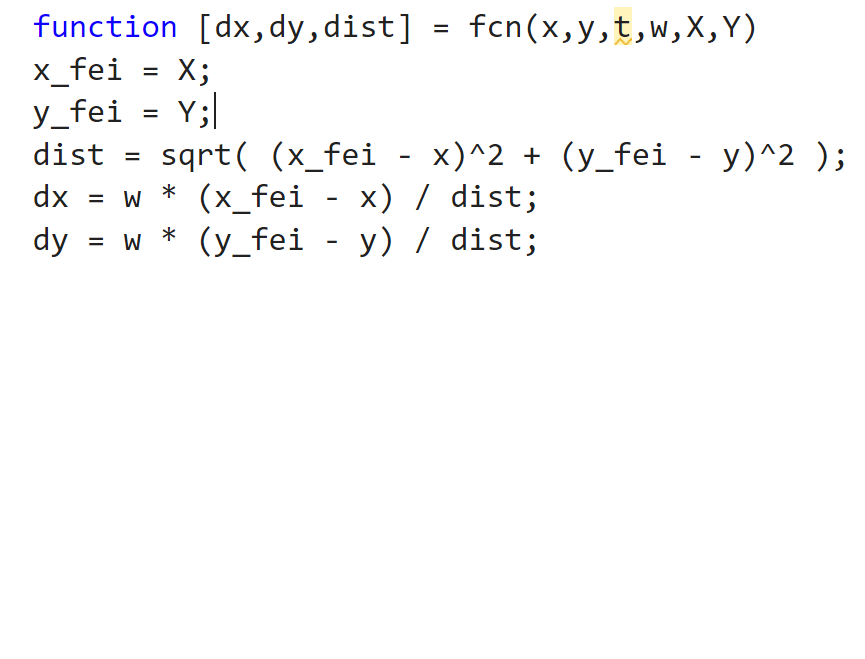 function [dx,dy,dist] = fcn(x,y,t,w,X,Y)
x_fei = X;
y_fei = Y;
dist = sqrt( (x_fei - x)^2 + (y_fei - y)^2 );
dx = w * (x_fei - x) / dist;
dy = w * (y_fei - y) / dist;